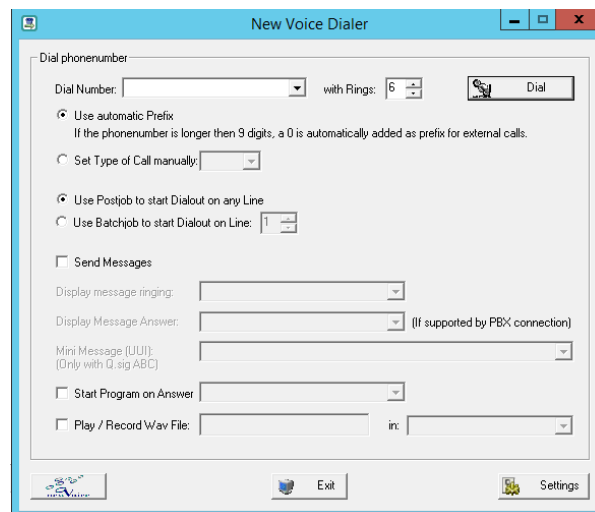 New Voice Dialer
Dial phonenumber
Dial Number: with Rings: 6 Dial
Use automatic Prefix
If the phonenumber is longer then 9 digits, a 0 is automatically added as prefix for external calls.
Set Type of Call manually:
Use Postjob to start Dialout on any Line
Use Batchjob to start Dialout on Line: 1
Send Messages
Display message ringing:
Display Message Answer: (If supported by PBX connection)
Mini Message (UUI):
(Only with Q.sig ABC)
Start Program on Answer
Play / Record Wav File: in:
newVoice Exit Settings